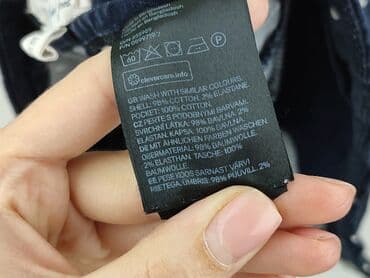 40
clevercare.info
GB WASH WITH SIMILAR COLOURS.
SHELL: 98% COTTON, 2% ELASTANE
POCKET: 100% COTTON.
CZ PERTE S PODOBNÝMI BARVAMI.
SVRCHNÍ LÁTKA: 98% BAVLNA, 2%
ELASTAN. KAPSA: 100% BAVLNA.
DE MIT ÄHNLICHEN FARBEN WASCHEN.
OBERMATERIAL: 98% BAUMWOLLE,
2% ELASTHAN. TASCHE: 100%
BAUMWOLLE.
EE PESE KOOS SARNAST VÄRVI
RIIETEGA. ÜMBRIS: 98% PUUVILL, 2%